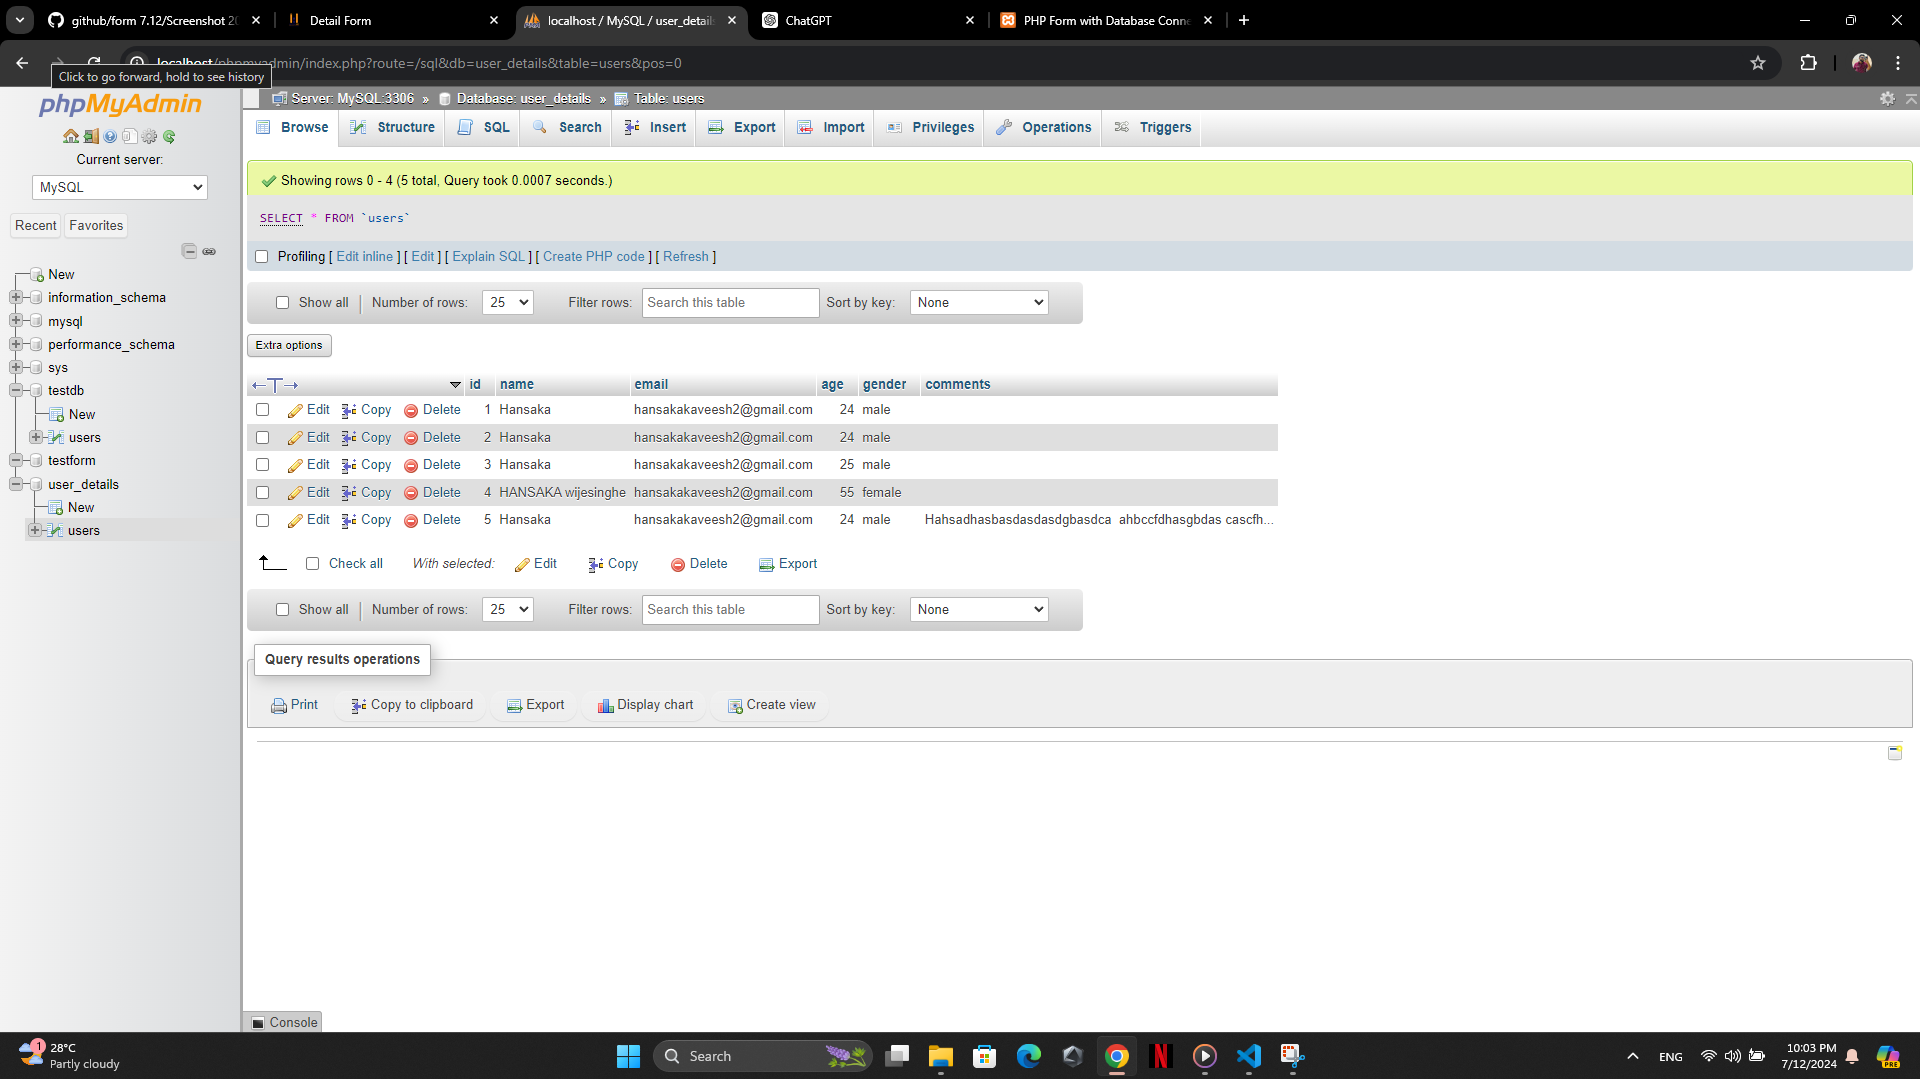 github/form 7.12/Screenshot 20
Detail Form
localhost / MySQL / user_details
ChatGPT
PHP Form with Database Conne
localhost/phpmyadmin/index.php?route=/sql&db=user_details&table=users&pos=0
Click to go forward, hold to see history
phpMyAdmin
Current server:
MySQL
Recent
Favorites
New
information_schema
mysql
performance_schema
sys
testdb
New
users
testform
user_details
New
users
Server: MySQL:3306 » Database: user_details » Table: users
Browse
Structure
SQL
Search
Insert
Export
Import
Privileges
Operations
Triggers
Showing rows 0 - 4 (5 total, Query took 0.0007 seconds.)
SELECT * FROM `users`
Profiling [ Edit inline ] [ Edit ] [ Explain SQL ] [ Create PHP code ] [ Refresh ]
Show all | Number of rows: 25 Filter rows: Search this table Sort by key: None
Extra options
id name email age gender comments
Edit Copy Delete 1 Hansaka hansakakaveesh2@gmail.com 24 male
Edit Copy Delete 2 Hansaka hansakakaveesh2@gmail.com 24 male
Edit Copy Delete 3 Hansaka hansakakaveesh2@gmail.com 25 male
Edit Copy Delete 4 HANSAKA wijesinghe hansakakaveesh2@gmail.com 55 female
Edit Copy Delete 5 Hansaka hansakakaveesh2@gmail.com 24 male Hahsadhasbasdasdasdgbasdca ahbccfdhasgbdas cascfh...
Check all With selected: Edit Copy Delete Export
Show all | Number of rows: 25 Filter rows: Search this table Sort by key: None
Query results operations
Print
Copy to clipboard
Export
Display chart
Create view
Console
1
28°C
Partly cloudy
Search
ENG
10:03 PM
7/12/2024
PRE